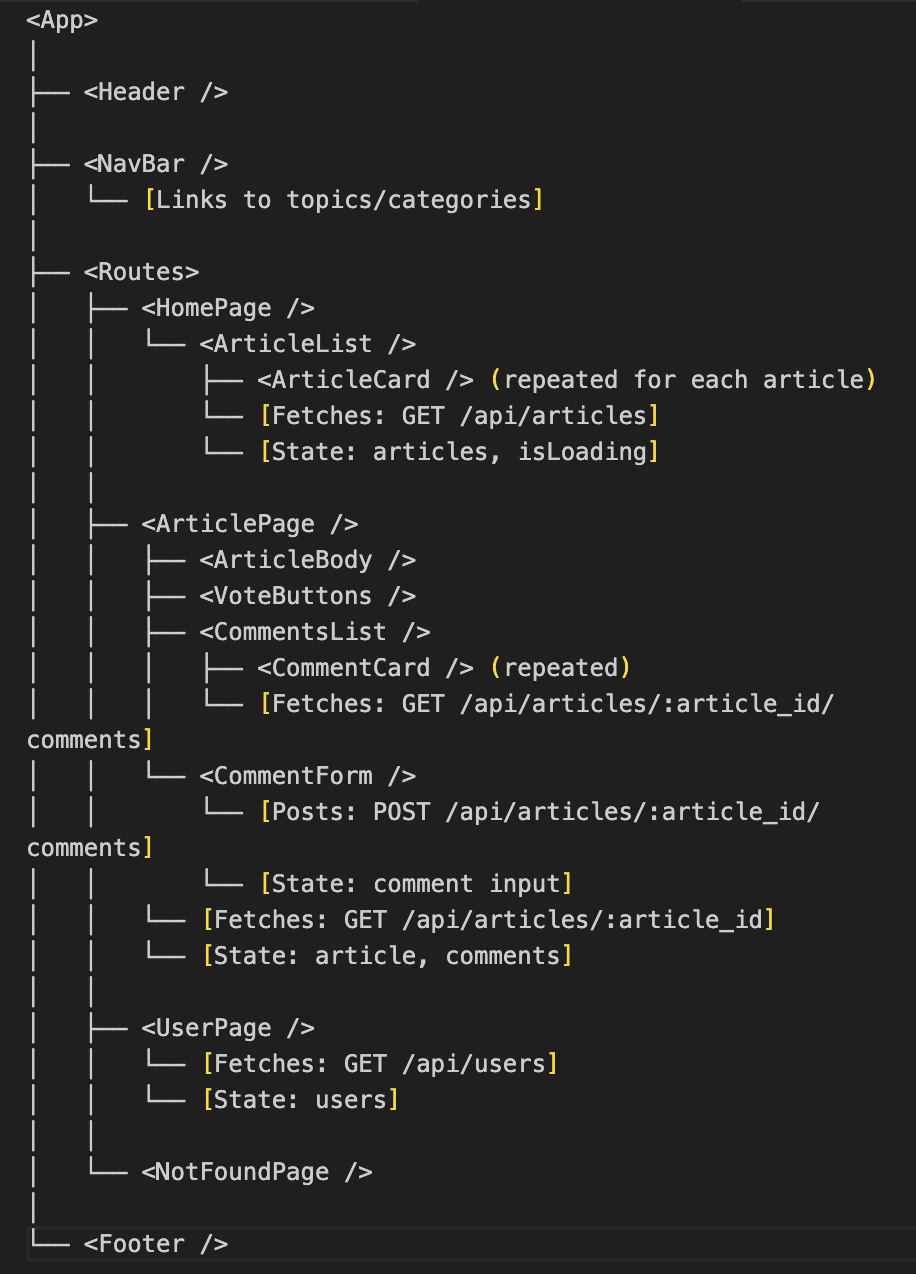 <App>
│
├── <Header />
│
├── <NavBar />
│   └── [Links to topics/categories]
│
├── <Routes>
│   ├── <HomePage />
│   │   └── <ArticleList />
│   │       ├── <ArticleCard /> (repeated for each article)
│   │       └── [Fetches: GET /api/articles]
│   │       └── [State: articles, isLoading]
│   │
│   ├── <ArticlePage />
│   │   ├── <ArticleBody />
│   │   ├── <VoteButtons />
│   │   ├── <CommentsList />
│   │   │   ├── <CommentCard /> (repeated)
│   │   │   └── [Fetches: GET /api/articles/:article_id/
comments]
│   │   └── <CommentForm />
│   │       └── [Posts: POST /api/articles/:article_id/
comments]
│   │       └── [State: comment input]
│   │   └── [Fetches: GET /api/articles/:article_id]
│   │   └── [State: article, comments]
│   │
│   ├── <UserPage />
│   │   └── [Fetches: GET /api/users]
│   │   └── [State: users]
│   │
│   └── <NotFoundPage />
│
└── <Footer />